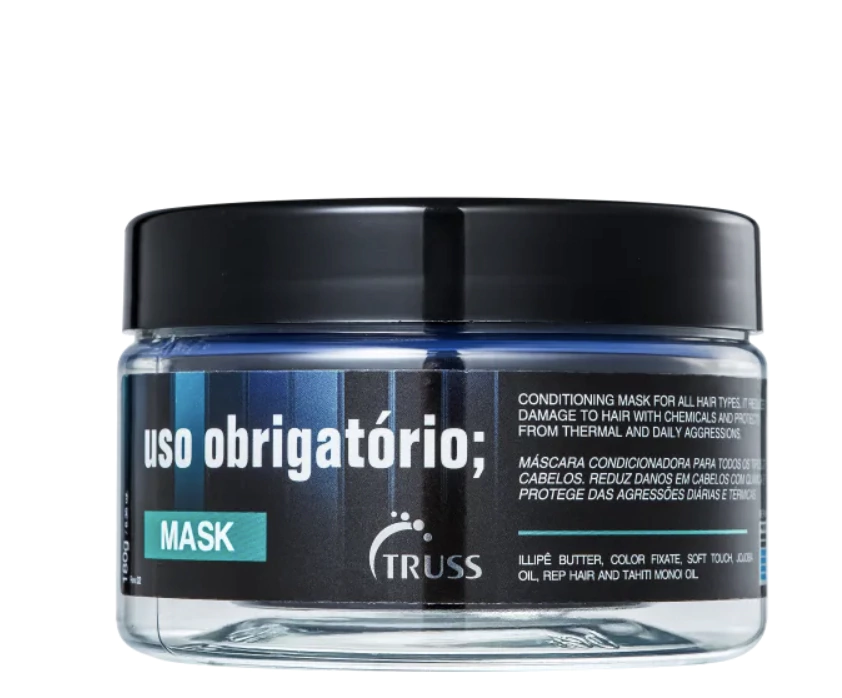 uso obrigatório;
MASK
TRUSS
180g
CONDITIONING MASK FOR ALL HAIR TYPES. IT
DAMAGE TO HAIR WITH CHEMICALS AND
FROM THERMAL AND DAILY AGGRESSIONS.
MÁSCARA CONDICIONADORA PARA TODOS OS
CABELOS. REDUZ DANOS EM CABELOS COM
PROTEGE DAS AGRESSÕES DIÁRIAS E
ILLIPÊ BUTTER, COLOR FIXATE, SOFT TOUCH, JOJOBA
OIL, REP HAIR AND TAHITI MONOI OIL